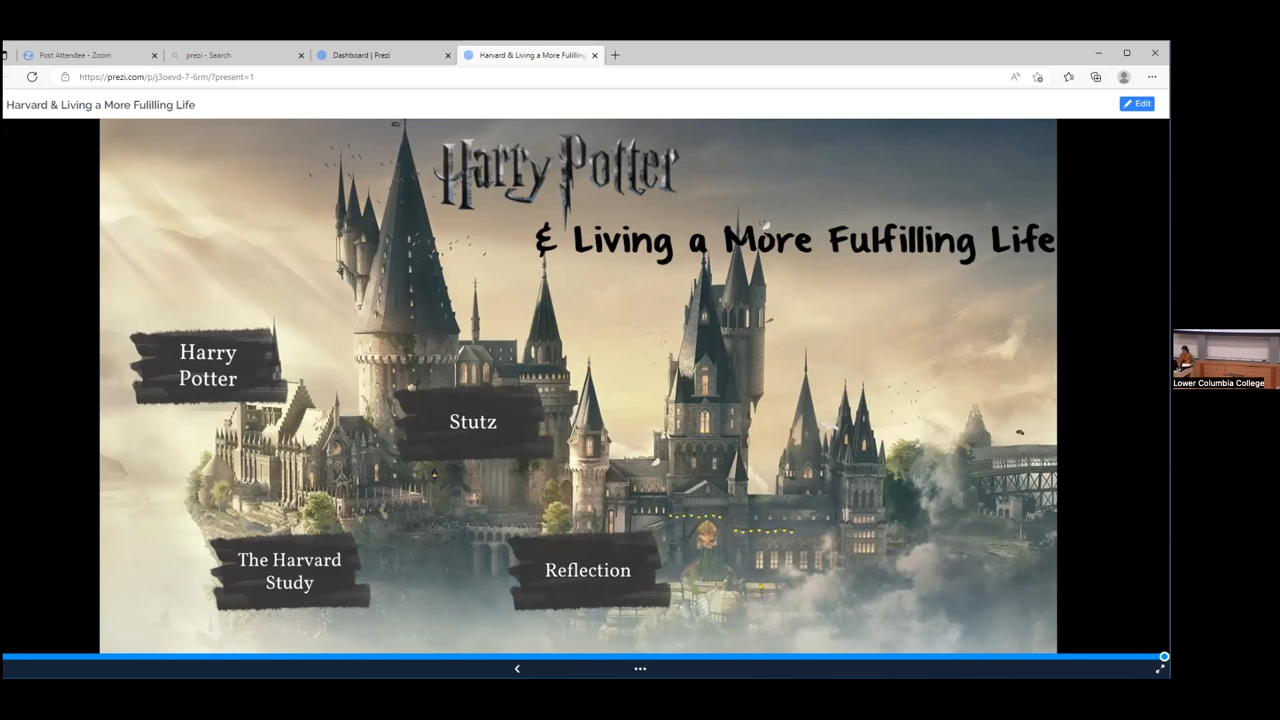 Post Attendee - Zoom
prezi - Search
Dashboard | Prezi
Harvard & Living a More Fulfillin
https://prezi.com/p/j3oevd-7-6rm/?present=1
Harvard & Living a More Fulilling Life
Edit
Harry Potter
& Living a More Fulfilling Life
Harry
Potter
Stutz
The Harvard
Study
Reflection
Lower Columbia College